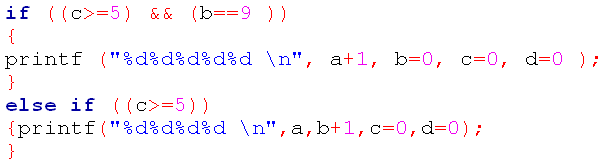 if ((c>=5) && (b==9 ))
{
printf ("%d%d%d%d%d \n", a+1, b=0, c=0, d=0 );
}
else if ((c>=5))
{printf("%d%d%d%d \n",a,b+1,c=0,d=0);
}